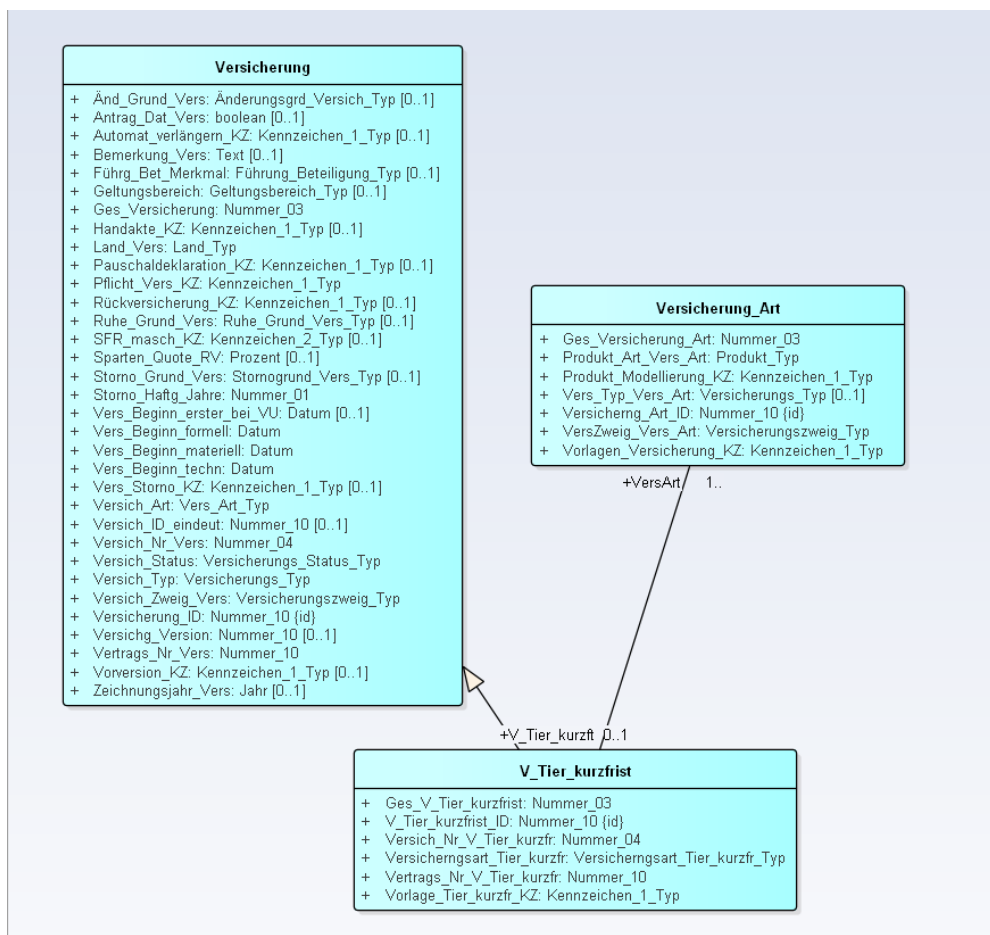 Versicherung
+ Änd_Grund_Vers: Änderungsgrd_Versich_Typ [0..1]
+ Antrag_Dat_Vers: boolean [0..1]
+ Automat_verlängern_KZ: Kennzeichen_1_Typ [0..1]
+ Bemerkung_Vers: Text [0..1]
+ Führg_Bet_Merkmal: Führung_Beteiligung_Typ [0..1]
+ Geltungsbereich: Geltungsbereich_Typ [0..1]
+ Ges_Versicherung: Nummer_03
+ Handakte_KZ: Kennzeichen_1_Typ [0..1]
+ Land_Vers: Land_Typ
+ Pauschaldeklaration_KZ: Kennzeichen_1_Typ [0..1]
+ Pflicht_Vers_KZ: Kennzeichen_1_Typ
+ Rückversicherung_KZ: Kennzeichen_1_Typ [0..1]
+ Ruhe_Grund_Vers: Ruhe_Grund_Vers_Typ [0..1]
+ SFR_masch_KZ: Kennzeichen_2_Typ [0..1]
+ Sparten_Quote_RV: Prozent [0..1]
+ Storno_Grund_Vers: Stornogrund_Vers_Typ [0..1]
+ Storno_Haftg_Jahre: Nummer_01
+ Vers_Beginn_erster_bei_VU: Datum [0..1]
+ Vers_Beginn_formell: Datum
+ Vers_Beginn_materiell: Datum
+ Vers_Beginn_techn: Datum
+ Vers_Storno_KZ: Kennzeichen_1_Typ [0..1]
+ Versich_Art: Vers_Art_Typ
+ Versich_ID_eindeut: Nummer_10 [0..1]
+ Versich_Nr_Vers: Nummer_04
+ Versich_Status: Versicherungs_Status_Typ
+ Versich_Typ: Versicherungs_Typ
+ Versich_Zweig_Vers: Versicherungszweig_Typ
+ Versicherung_ID: Nummer_10 {id}
+ Versichg_Version: Nummer_10 [0..1]
+ Vertrags_Nr_Vers: Nummer_10
+ Vorversion_KZ: Kennzeichen_1_Typ [0..1]
+ Zeichnungsjahr_Vers: Jahr [0..1]
Versicherung_Art
+ Ges_Versicherung_Art: Nummer_03
+ Produkt_Art_Vers_Art: Produkt_Typ
+ Produkt_Modellierung_KZ: Kennzeichen_1_Typ
+ Vers_Typ_Vers_Art: Versicherungs_Typ [0..1]
+ Versicherng_Art_ID: Nummer_10 {id}
+ VersZweig_Vers_Art: Versicherungszweig_Typ
+ Vorlagen_Versicherung_KZ: Kennzeichen_1_Typ
+VersArt 1..
+V_Tier_kurzft 0..1
V_Tier_kurzfrist
+ Ges_V_Tier_kurzfrist: Nummer_03
+ V_Tier_kurzfrist_ID: Nummer_10 {id}
+ Versich_Nr_V_Tier_kurzfr: Nummer_04
+ Versicherngsart_Tier_kurzfr: Versicherngsart_Tier_kurzfr_Typ
+ Vertrags_Nr_V_Tier_kurzfr: Nummer_10
+ Vorlage_Tier_kurzfr_KZ: Kennzeichen_1_Typ